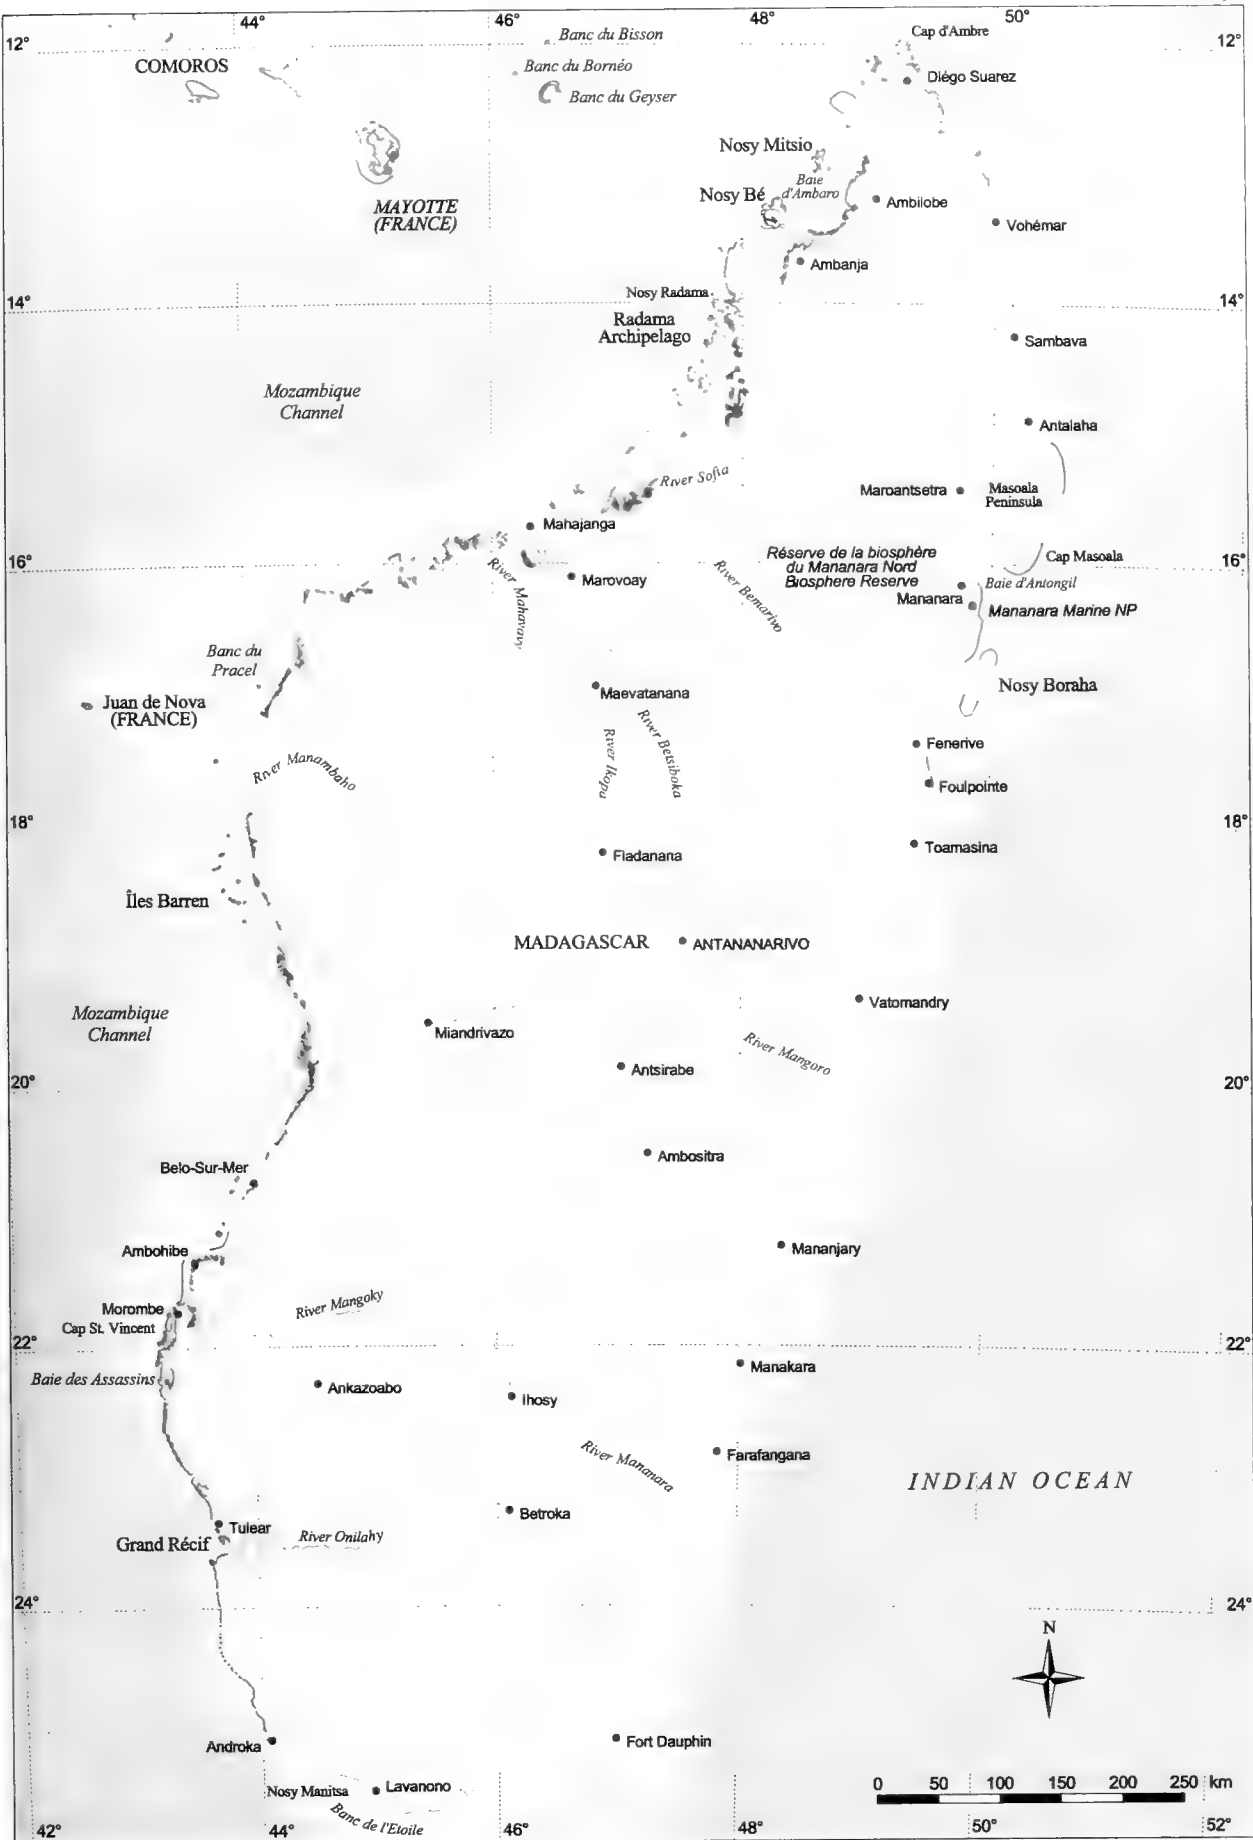 44°
46°
48°
50°
12°
12°
COMOROS
Banc du Bisson
Banc du Bornéo
Banc du Geyser
Cap d'Ambre
Diégo Suarez
Nosy Mitsio
Baie
d'Ambaro
Nosy Bé
Ambilobe
MAYOTTE
(FRANCE)
Vohémar
Ambanja
14°
14°
Nosy Radama
Radama
Archipelago
Sambava
Mozambique
Channel
Antalaha
River Sofia
Maroantsetra
Masoala
Peninsula
Mahajanga
16°
16°
River Mahavavy
Marovoay
River Bemarivo
Réserve de la biosphère
du Mananara Nord
Biosphere Reserve
Cap Masoala
Baie d'Antongil
Mananara
Mananara Marine NP
Banc du
Pracel
Juan de Nova
(FRANCE)
Maevatanana
Nosy Boraha
River Manambaho
River Ikopa
River Betsiboka
Fenerive
Foulpointe
18°
18°
Fladanana
Toamasina
Îles Barren
MADAGASCAR
ANTANANARIVO
Mozambique
Channel
Miandrivazo
Vatomandry
River Mangoro
Antsirabe
20°
20°
Ambositra
Belo-Sur-Mer
Ambohibe
Mananjary
River Mangoky
Morombe
Cap St. Vincent
22°
22°
Baie des Assassins
Ankazoabo
Ihosy
Manakara
River Mananara
Farafangana
INDIAN OCEAN
Betroka
Tulear
Grand Récif
River Onilahy
24°
24°
N
Androka
Fort Dauphin
Nosy Manitsa
Lavanono
Banc de l'Etoile
0 50 100 150 200 250 km
42°
44°
46°
48°
50°
52°